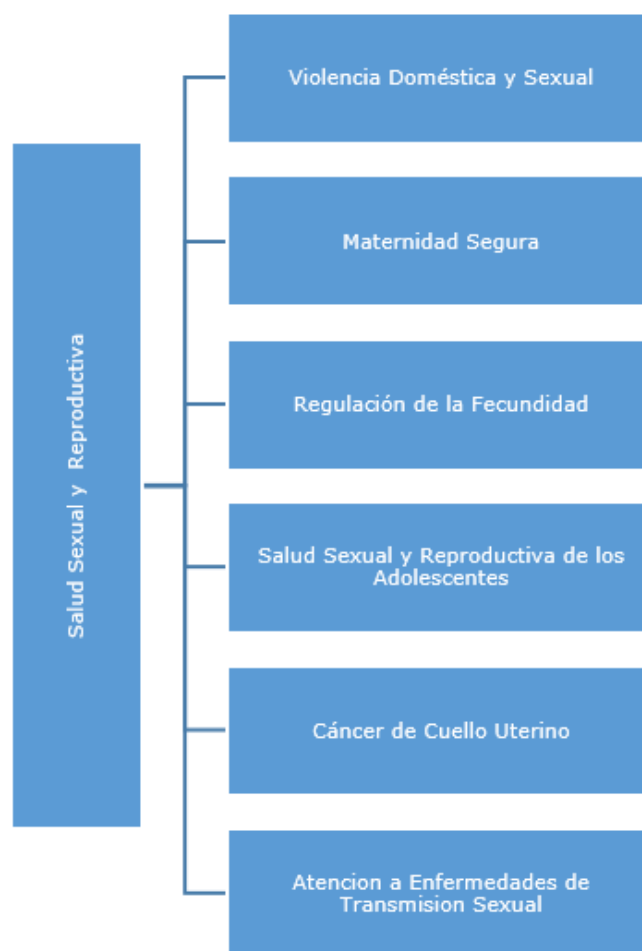 Salud Sexual y Reproductiva
Violencia Doméstica y Sexual
Maternidad Segura
Regulación de la Fecundidad
Salud Sexual y Reproductiva de los
Adolescentes
Cáncer de Cuello Uterino
Atencion a Enfermedades de
Transmision Sexual